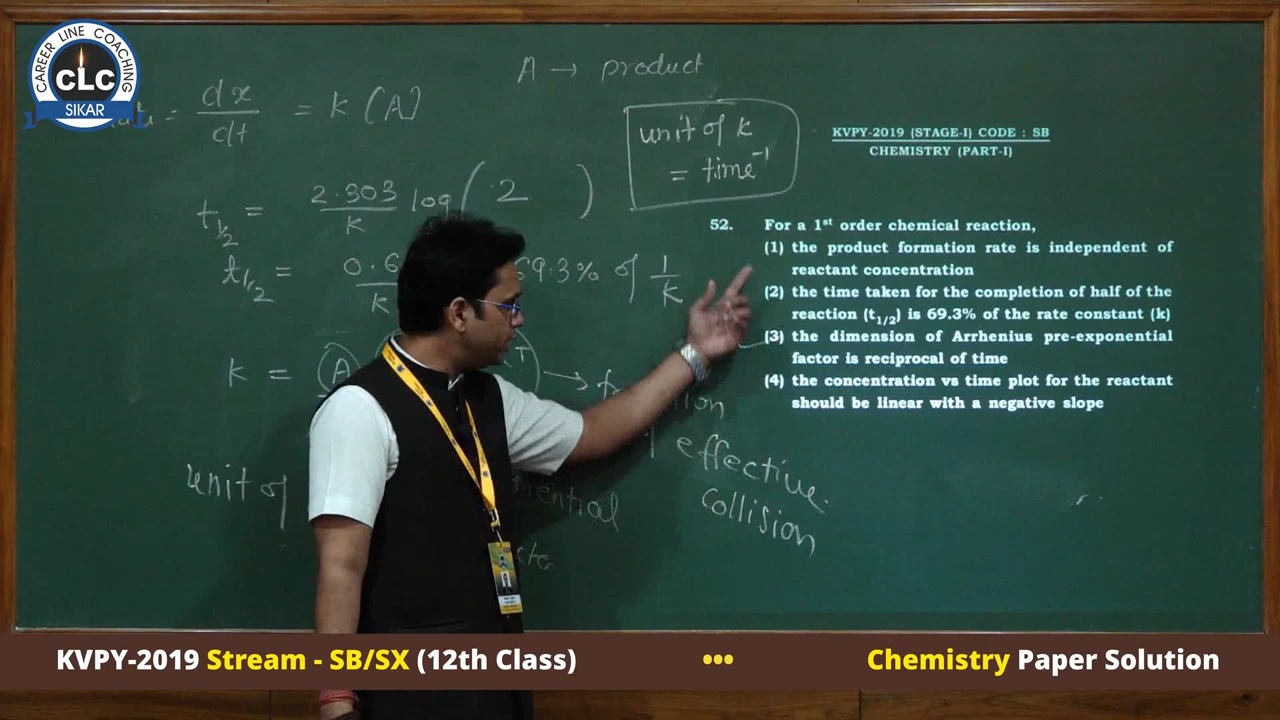 CAREER LINE COACHING
CLC
SIKAR
A → product
= dx/dt = k (A)
unit of k
= time⁻¹
t1/2 = 2.303/k log ( 2 )
t1/2 = 0.6 /k 69.3% of 1/k
k = A
effective
collision
unit of
KVPY-2019 (STAGE-I) CODE : SB
CHEMISTRY (PART-I)
52. For a 1st order chemical reaction,
(1) the product formation rate is independent of
reactant concentration
(2) the time taken for the completion of half of the
reaction (t1/2) is 69.3% of the rate constant (k)
(3) the dimension of Arrhenius pre-exponential
factor is reciprocal of time
(4) the concentration vs time plot for the reactant
should be linear with a negative slope
KVPY-2019 Stream - SB/SX (12th Class) ••• Chemistry Paper Solution